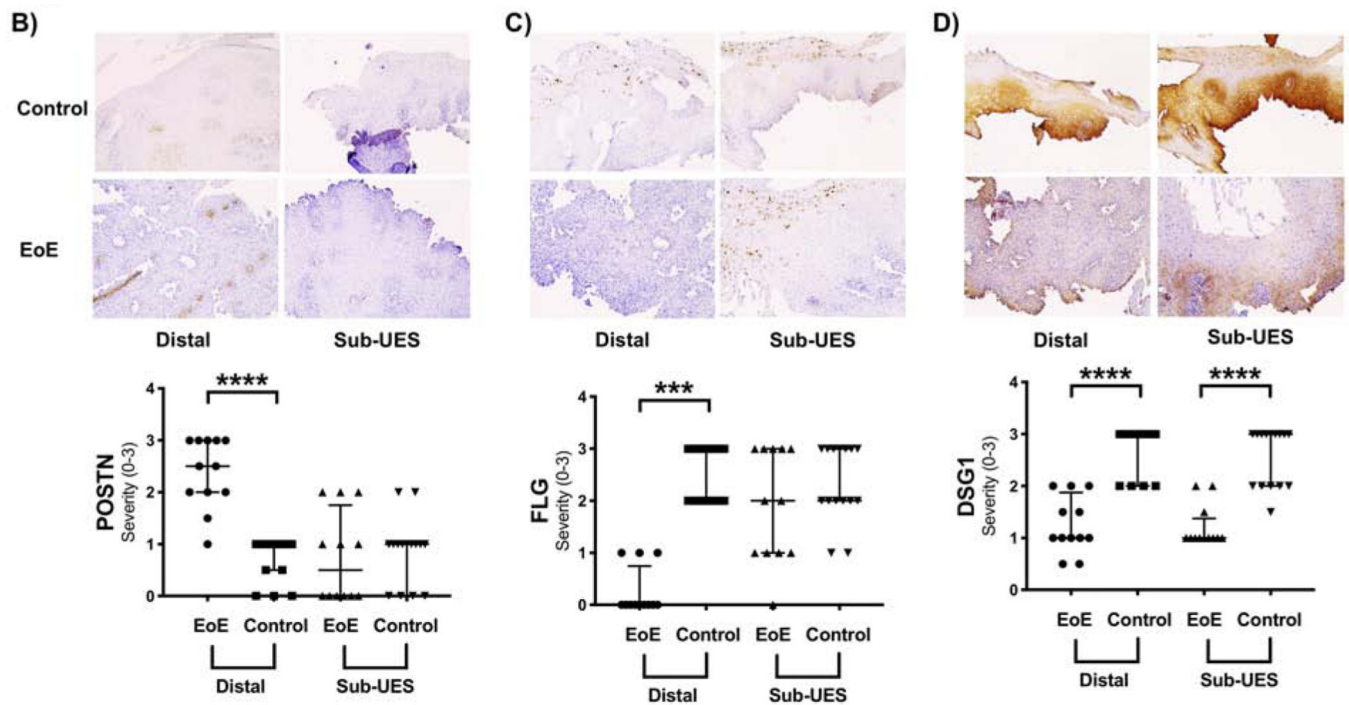 B)
C)
D)
Control
EoE
Distal Sub-UES
Distal Sub-UES
Distal Sub-UES
****
POSTN
Severity (0-3)
4
3
2
1
0
EoE Control EoE Control
Distal Sub-UES
***
FLG
Severity (0-3)
4
3
2
1
0
EoE Control EoE Control
Distal Sub-UES
**** ****
DSG1
Severity (0-3)
4
3
2
1
0
EoE Control EoE Control
Distal Sub-UES